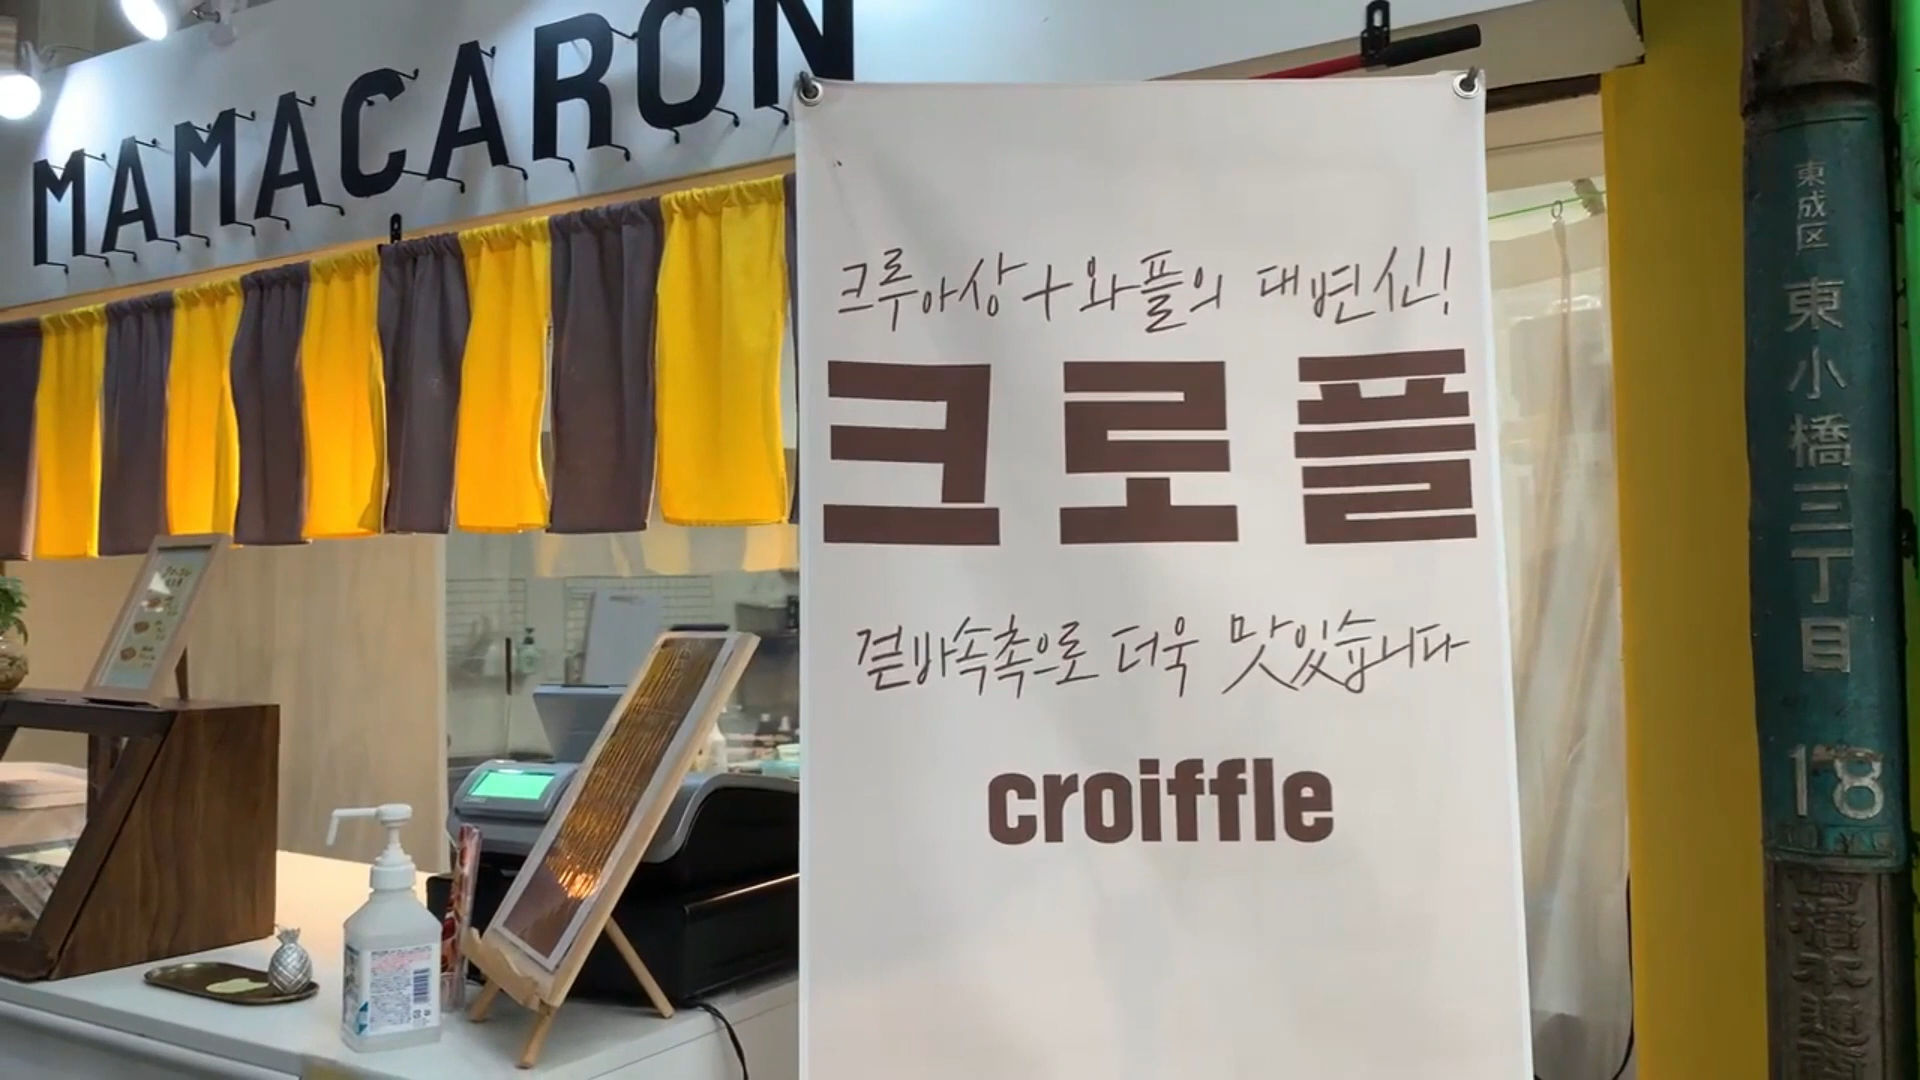 MAMACARON
크루아상+와플의 대변신!
크로플
겉바속촉으로 더욱 맛있습니다
croiffle
東成区
東小橋三丁目
18